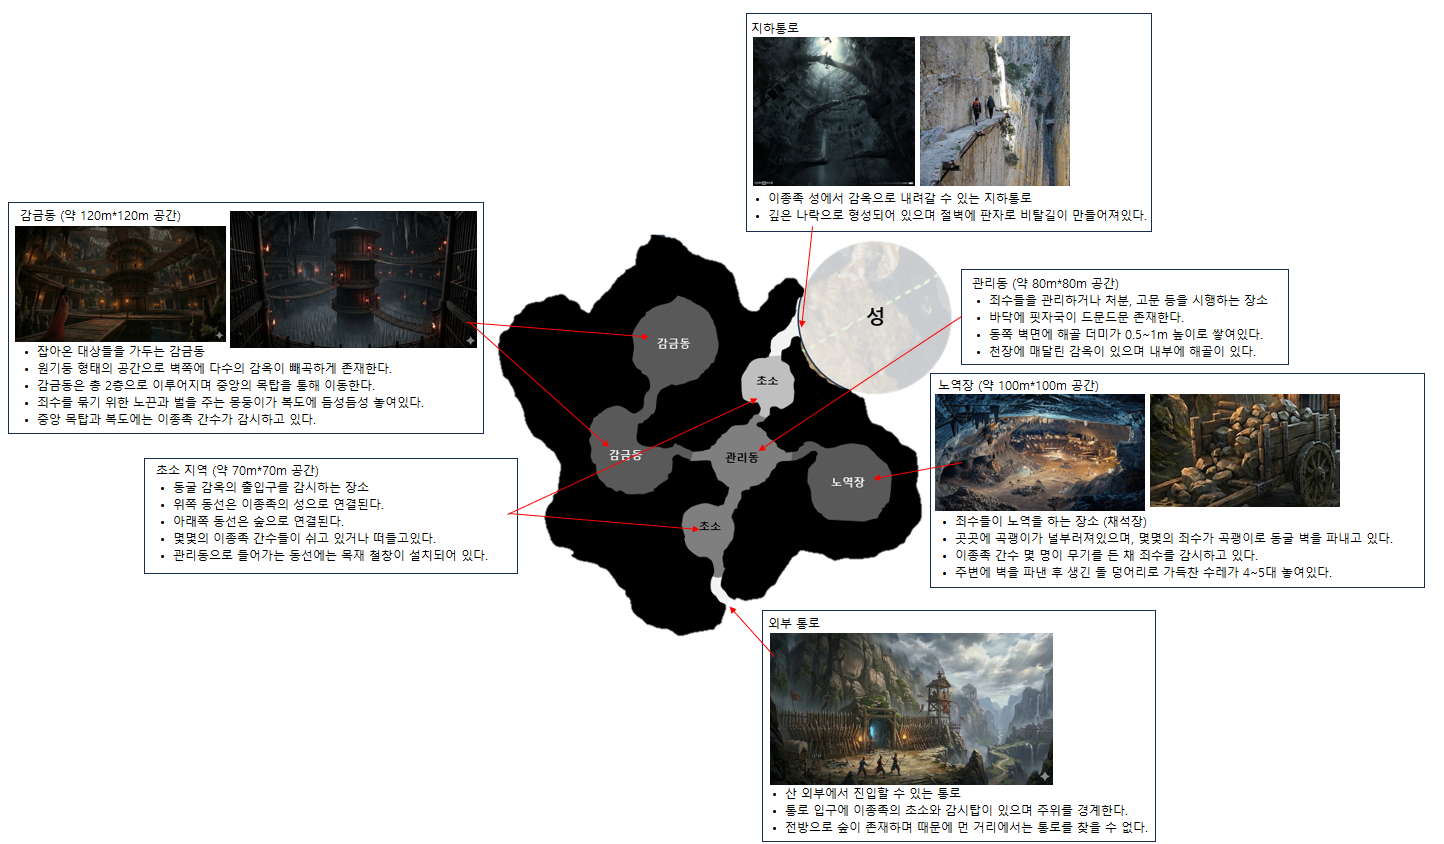 지하통로
이종족 성에서 감옥으로 내려갈 수 있는 지하통로
깊은 나락으로 형성되어 있으며 절벽에 판자로 비탈길이 만들어져있다.
감금동 (약 120m*120m 공간)
잡아온 대상들을 가두는 감금동
원기둥 형태의 공간으로 벽쪽에 다수의 감옥이 빼곡하게 존재한다.
감금동은 총 2층으로 이루어지며 중앙의 목탑을 통해 이동한다.
죄수를 묶기 위한 노끈과 벌을 주는 몽둥이가 복도에 듬성듬성 놓여있다.
중앙 목탑과 복도에는 이종족 간수가 감시하고 있다.
성
관리동 (약 80m*80m 공간)
죄수들을 관리하거나 처분, 고문 등을 시행하는 장소
바닥에 핏자국이 드문드문 존재한다.
동쪽 벽면에 해골 더미가 0.5~1m 높이로 쌓여있다.
천장에 매달린 감옥이 있으며 내부에 해골이 있다.
감금동
초소
감금동
관리동
노역장
초소
노역장 (약 100m*100m 공간)
죄수들이 노역을 하는 장소 (채석장)
곳곳에 곡괭이가 널부러져있으며, 몇몇의 죄수가 곡괭이로 동굴 벽을 파내고 있다.
이종족 간수 몇 명이 무기를 든 채 죄수를 감시하고 있다.
주변에 벽을 파낸 후 생긴 돌 덩어리로 가득찬 수레가 4~5대 놓여있다.
초소 지역 (약 70m*70m 공간)
동굴 감옥의 출입구를 감시하는 장소
위쪽 동선은 이종족의 성으로 연결된다.
아래쪽 동선은 숲으로 연결된다.
몇몇의 이종족 간수들이 쉬고 있거나 떠들고있다.
관리동으로 들어가는 동선에는 목재 철창이 설치되어 있다.
외부 통로
산 외부에서 진입할 수 있는 통로
통로 입구에 이종족의 초소와 감시탑이 있으며 주위를 경계한다.
전방으로 숲이 존재하며 때문에 먼 거리에서는 통로를 찾을 수 없다.